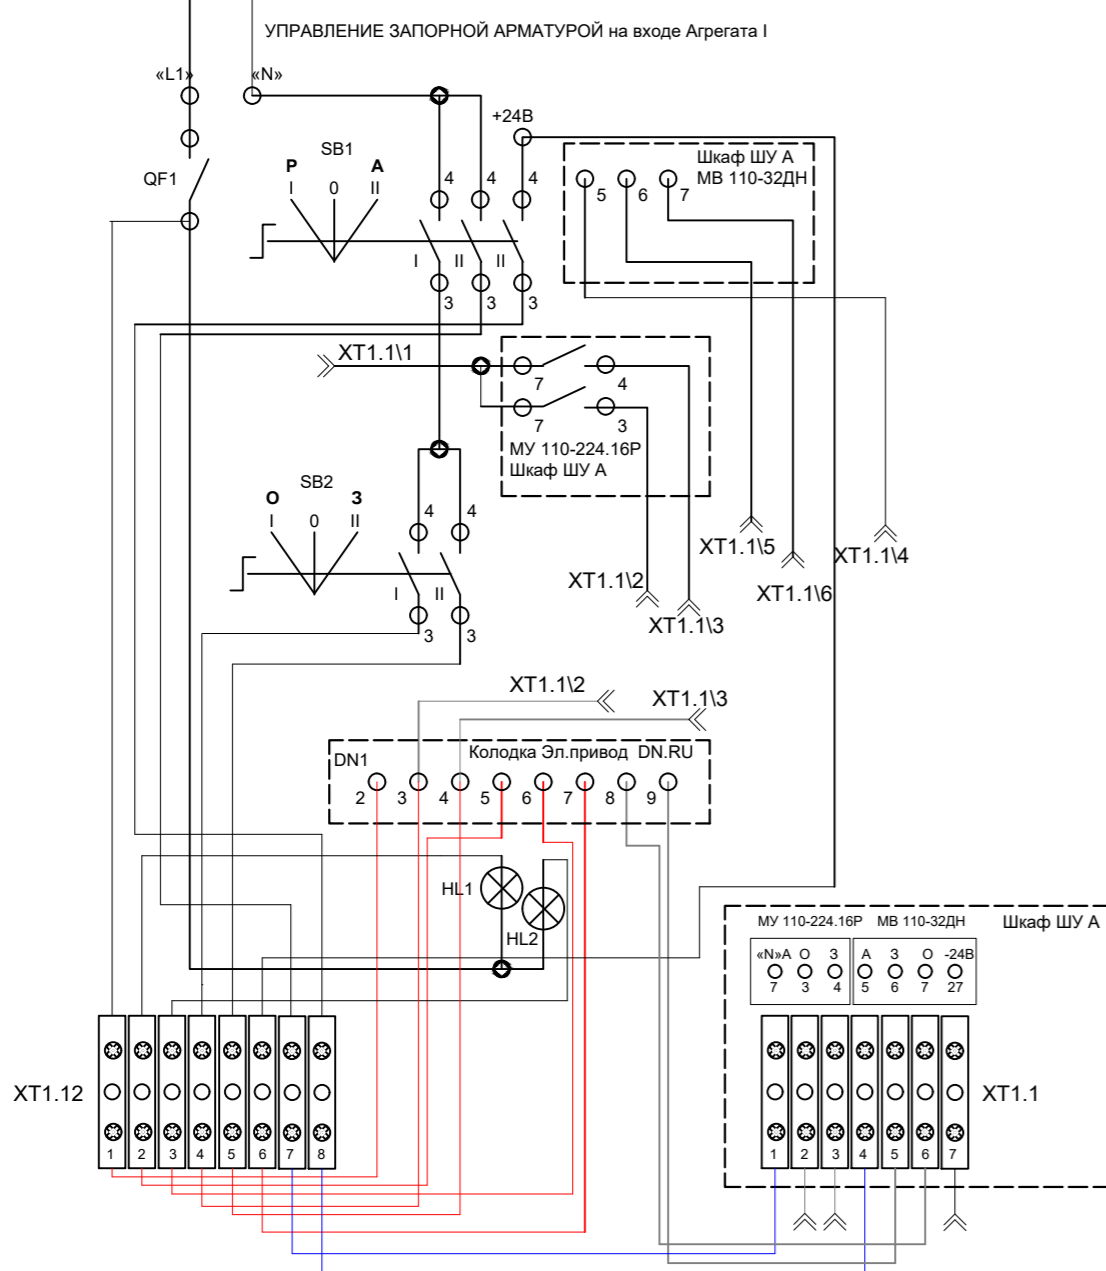 УПРАВЛЕНИЕ ЗАПОРНОЙ АРМАТУРОЙ на входе Агрегата I
«L1» «N»
+24В
QF1
SB1
Р А
I 0 II
4 4 4
I II II
3 3 3
Шкаф ШУ А
МВ 110-32ДН
5 6 7
XT1.1\1
7 4
7 3
МУ 110-224.16Р
Шкаф ШУ А
SB2
О З
I 0 II
4 4
I II
3 3
XT1.1\5
XT1.1\4
XT1.1\2
XT1.1\6
XT1.1\3
XT1.1\2
XT1.1\3
DN1
Колодка Эл.привод DN.RU
2 3 4 5 6 7 8 9
HL1
HL2
МУ 110-224.16Р МВ 110-32ДН Шкаф ШУ А
«N»А О З А З О -24В
7 3 4 5 6 7 27
XT1.12
1 2 3 4 5 6 7 8
XT1.1
1 2 3 4 5 6 7